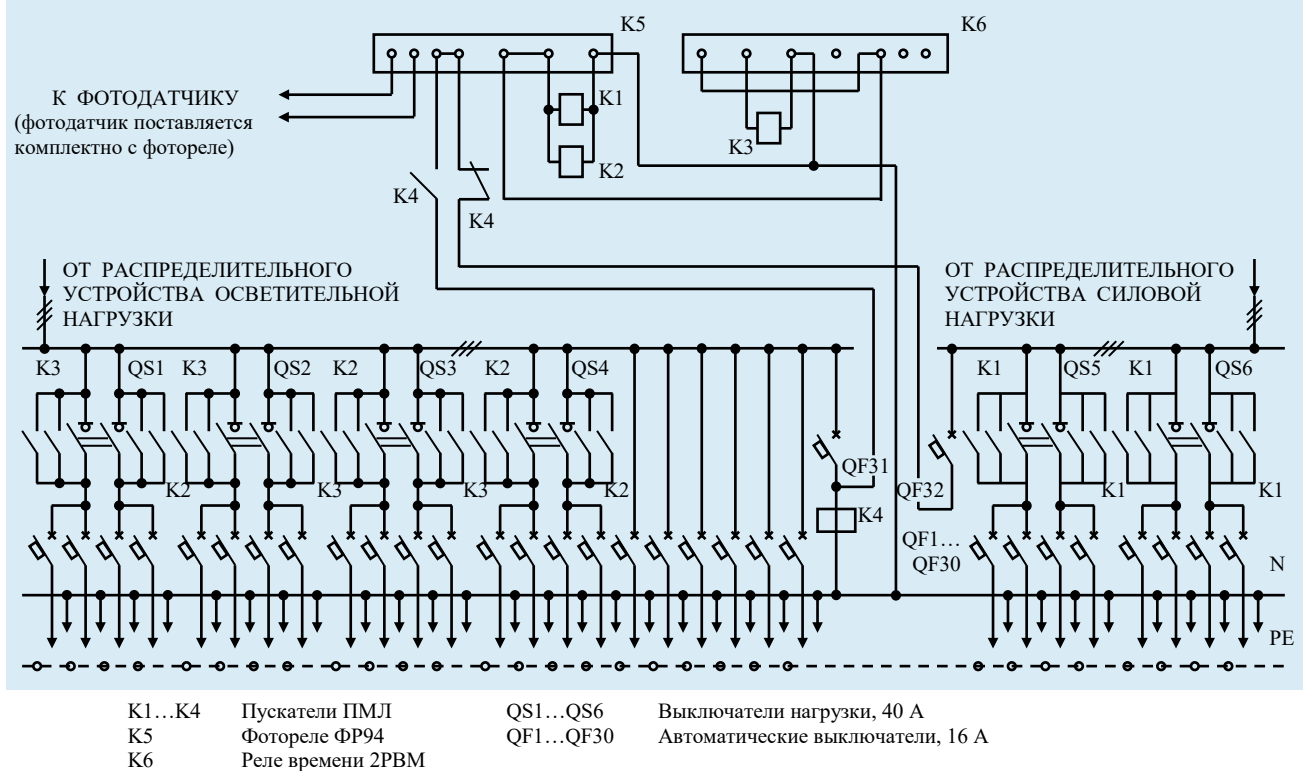 K5
K6
К ФОТОДАТЧИКУ
(фотодатчик поставляется
комплектно с фотореле)
K1
K2
K3
K4
K4
ОТ РАСПРЕДЕЛИТЕЛЬНОГО
УСТРОЙСТВА ОСВЕТИТЕЛЬНОЙ
НАГРУЗКИ
ОТ РАСПРЕДЕЛИТЕЛЬНОГО
УСТРОЙСТВА СИЛОВОЙ
НАГРУЗКИ
K3 QS1 K3 QS2 K2 QS3 K2 QS4 K1 QS5 K1 QS6
QF31
QF32
K2 K3 K3 K2 K1 K1
K4
QF1…
QF30
N
PE
K1…K4 Пускатели ПМЛ QS1…QS6 Выключатели нагрузки, 40 А
K5 Фотореле ФР94 QF1…QF30 Автоматические выключатели, 16 А
K6 Реле времени 2РВМ